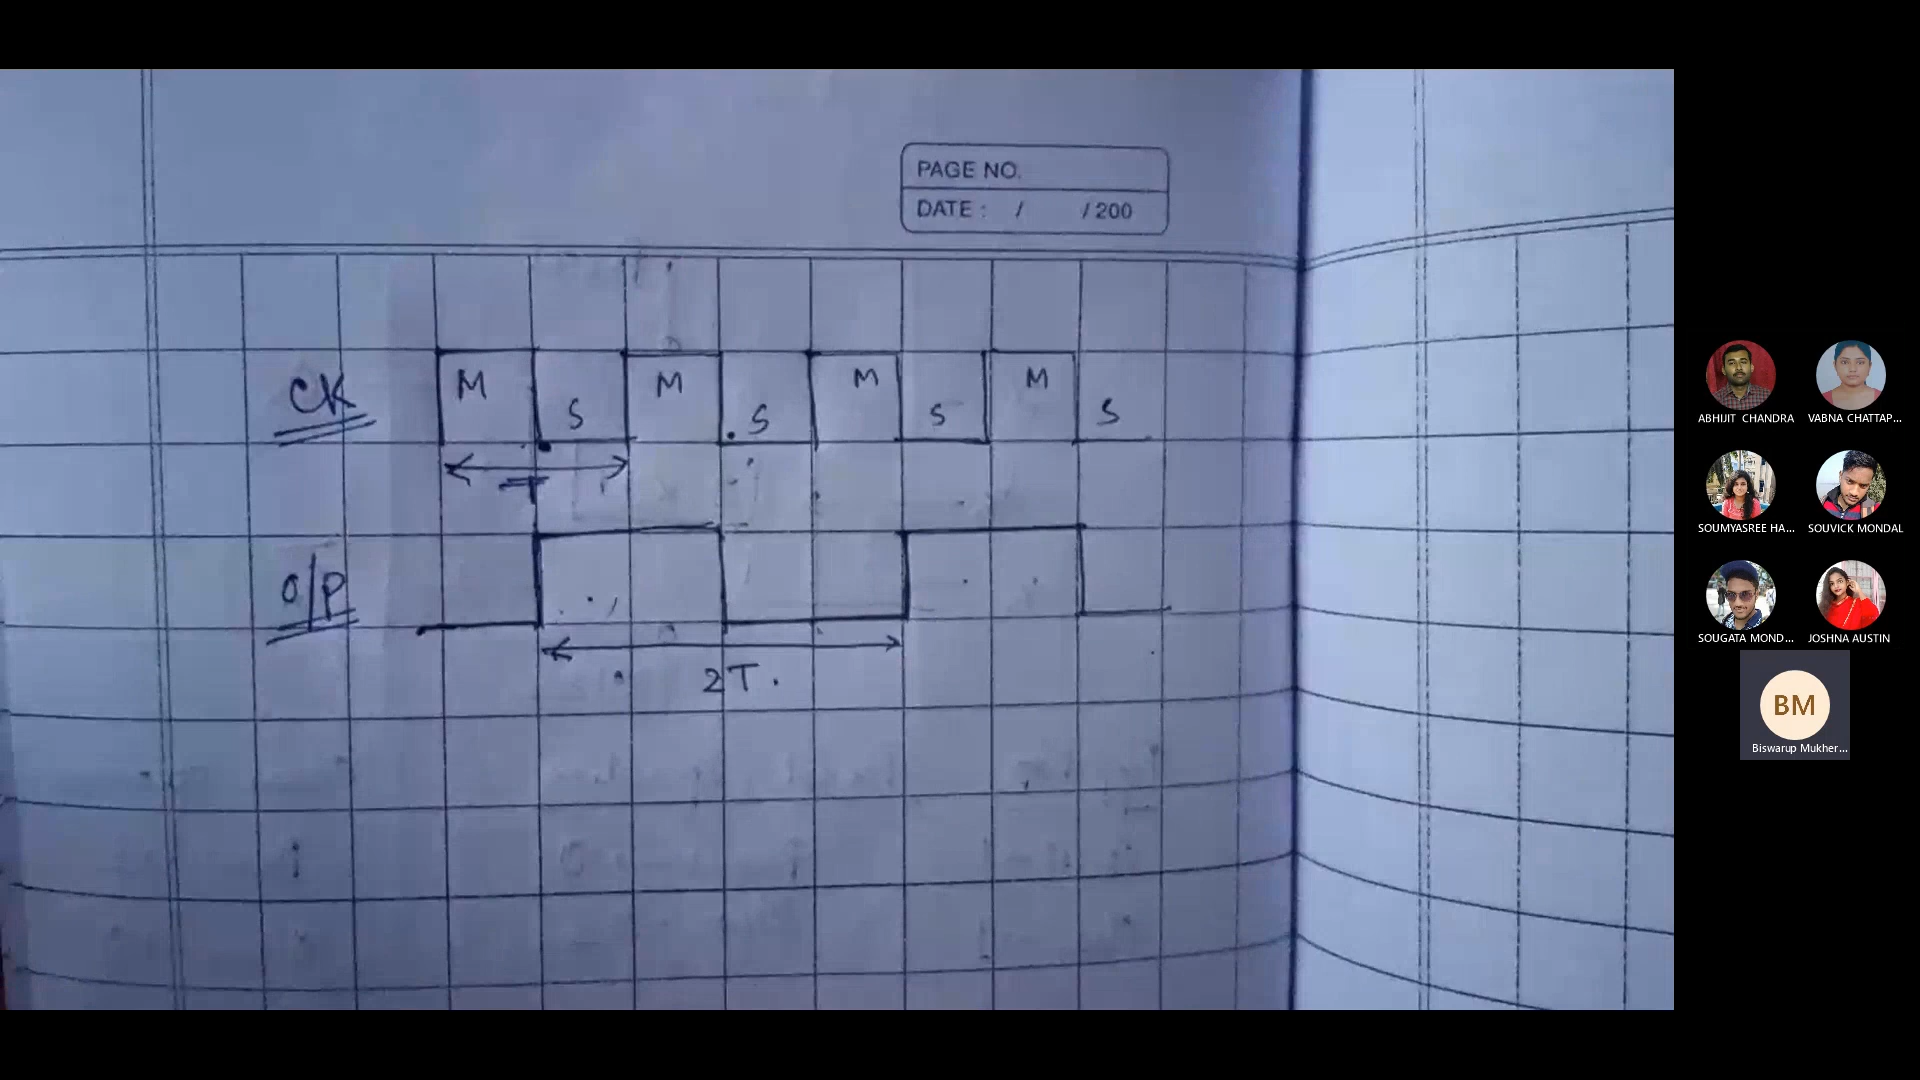 PAGE NO.
DATE : / / 200
CK M S M S M S M S
T
O/P
2T.
ABHIJIT CHANDRA
VABNA CHATTAP...
SOUMYASREE HA...
SOUVICK MONDAL
SOUGATA MOND...
JOSHNA AUSTIN
BM
Biswarup Mukher...